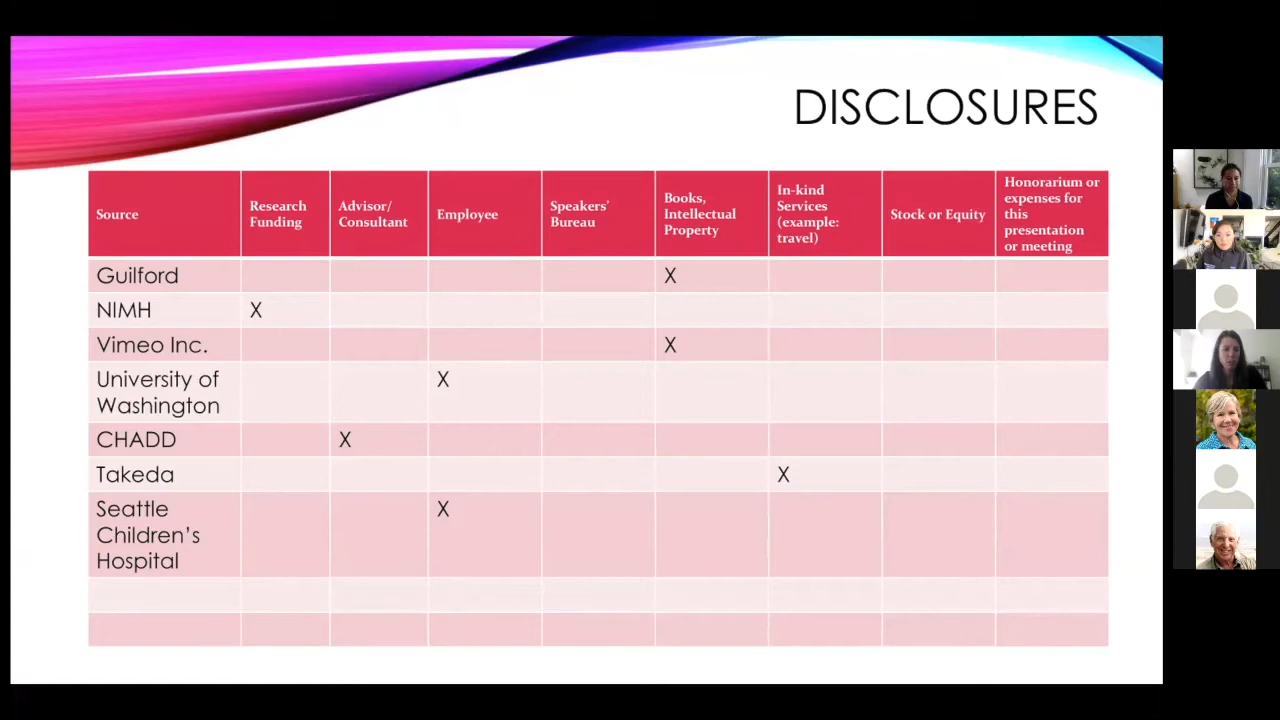 DISCLOSURES
Source
Research
Funding
Advisor/
Consultant
Employee
Speakers’
Bureau
Books,
Intellectual
Property
In-kind
Services
(example:
travel)
Stock or Equity
Honorarium or
expenses for
this
presentation
or meeting
Guilford X
NIMH X
Vimeo Inc. X
University of X
Washington
CHADD X
Takeda X
Seattle X
Children’s
Hospital